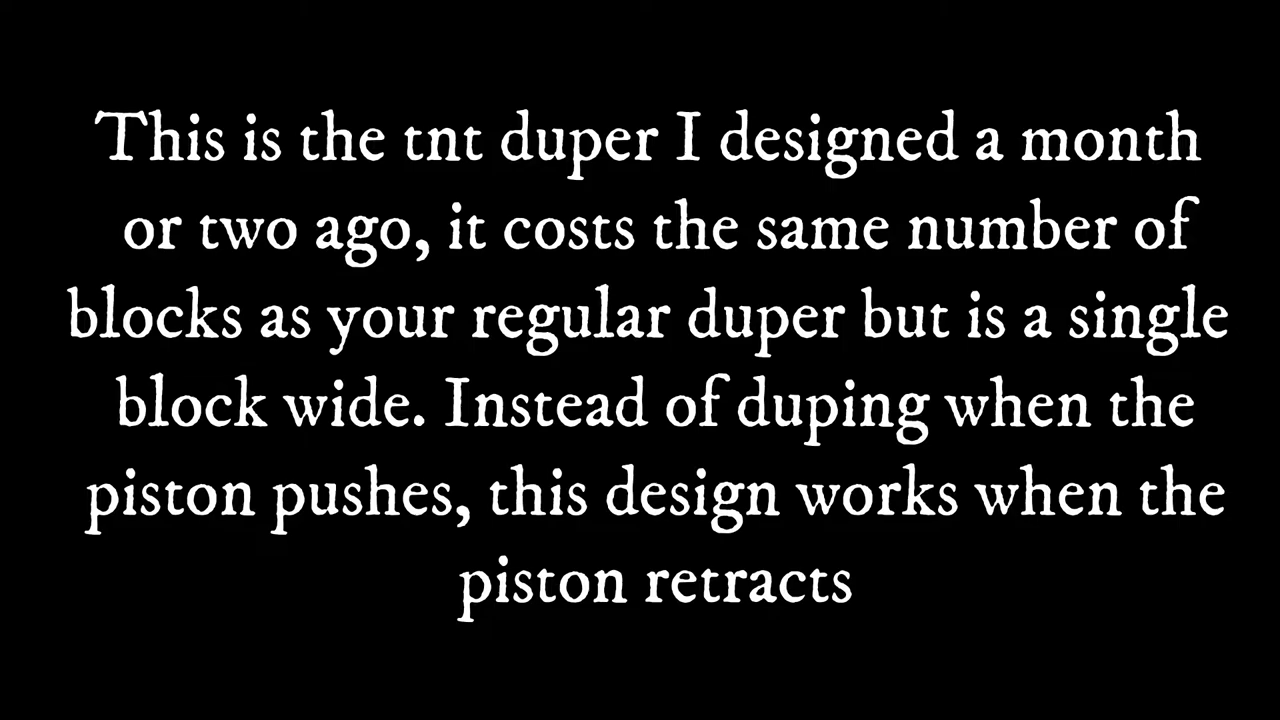 This is the tnt duper I designed a month
or two ago, it costs the same number of
blocks as your regular duper but is a single
block wide. Instead of duping when the
piston pushes, this design works when the
piston retracts